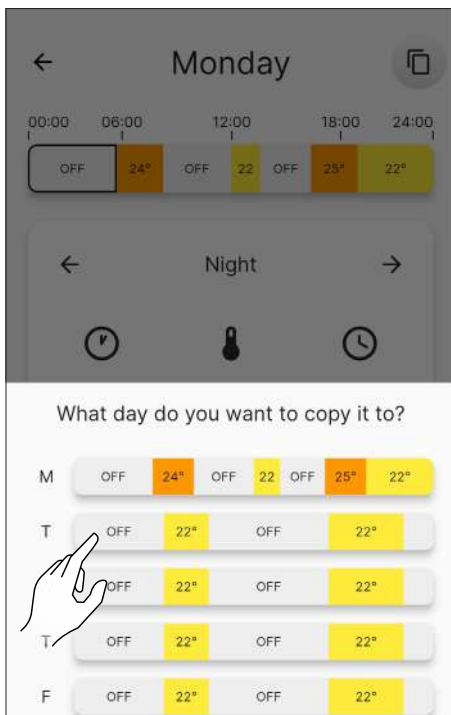 Monday
00:00 06:00 12:00 18:00 24:00
OFF 24° OFF 22 OFF 25° 22°
Night
What day do you want to copy it to?
M OFF 24° OFF 22 OFF 25° 22°
T OFF 22° OFF 22°
OFF 22° OFF 22°
T OFF 22° OFF 22°
F OFF 22° OFF 22°